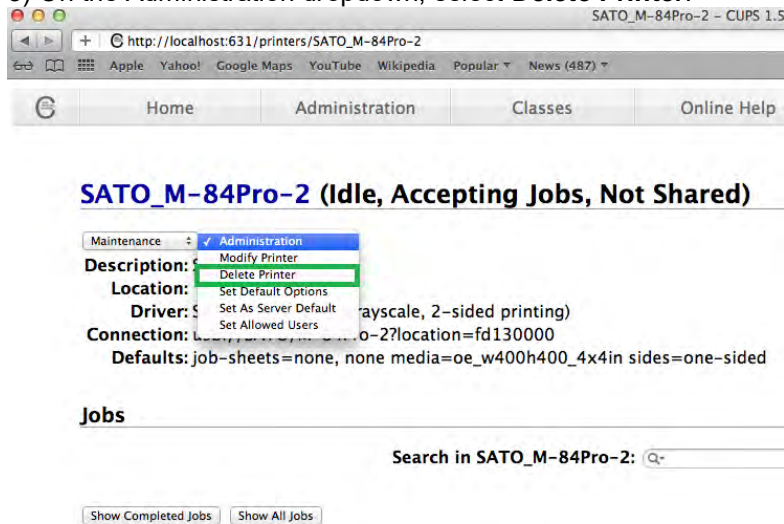 SATO_M-84Pro-2 - CUPS 1.5
+ http://localhost:631/printers/SATO_M-84Pro-2
Apple Yahoo! Google Maps YouTube Wikipedia Popular News (487)
Home Administration Classes Online Help
SATO_M-84Pro-2 (Idle, Accepting Jobs, Not Shared)
Maintenance ✓ Administration
Modify Printer
Description:
Delete Printer
Location:
Set Default Options
Driver: S
Set As Server Default
rayscale, 2-sided printing)
Set Allowed Users
Connection:
o-2?location=fd130000
Defaults: job-sheets=none, none media=oe_w400h400_4x4in sides=one-sided
Jobs
Search in SATO_M-84Pro-2:
Show Completed Jobs Show All Jobs